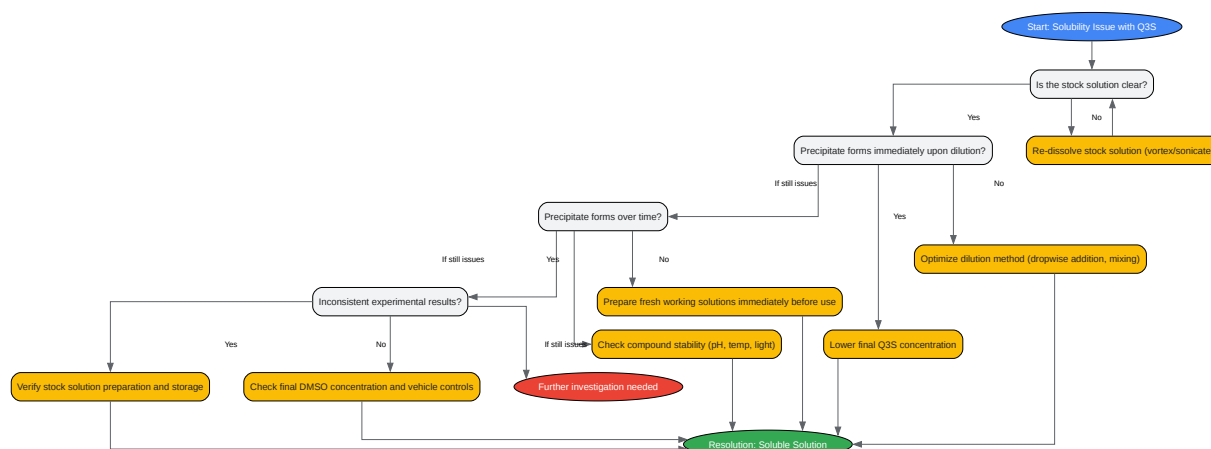 Start: Solubility Issue with Q3S
Is the stock solution clear?
Yes
No
Precipitate forms immediately upon dilution?
Re-dissolve stock solution (vortex/sonicate
If still issues
No
Precipitate forms over time?
Yes
Optimize dilution method (dropwise addition, mixing)
If still issues
Yes
No
Inconsistent experimental results?
Prepare fresh working solutions immediately before use
Yes
No
If still issues
Check compound stability (pH, temp, light)
Lower final Q3S concentration
Verify stock solution preparation and storage
Check final DMSO concentration and vehicle controls
Further investigation needed
Resolution: Soluble Solution